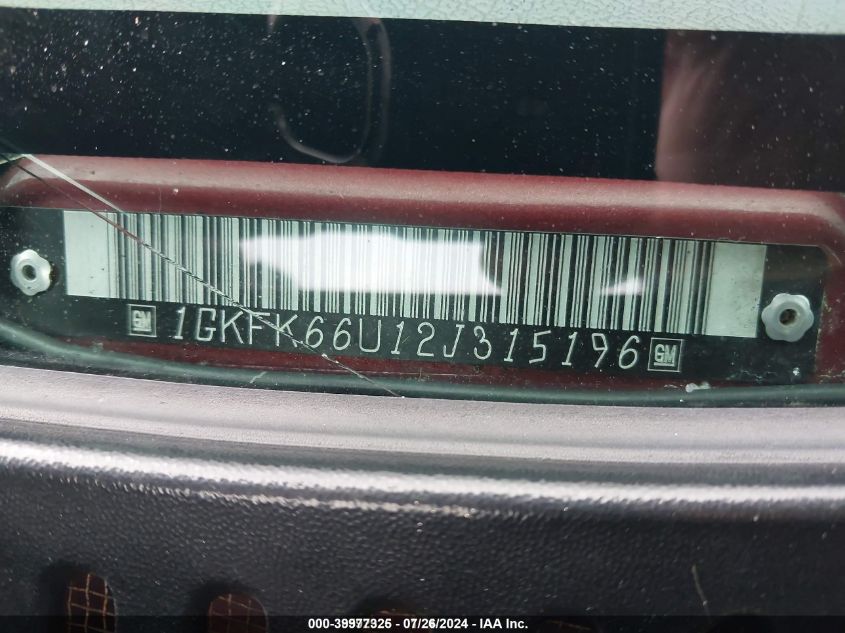 GM 1GKFK66U12J315196 GM
000-39977326 - 07/26/2024 - IAA Inc.